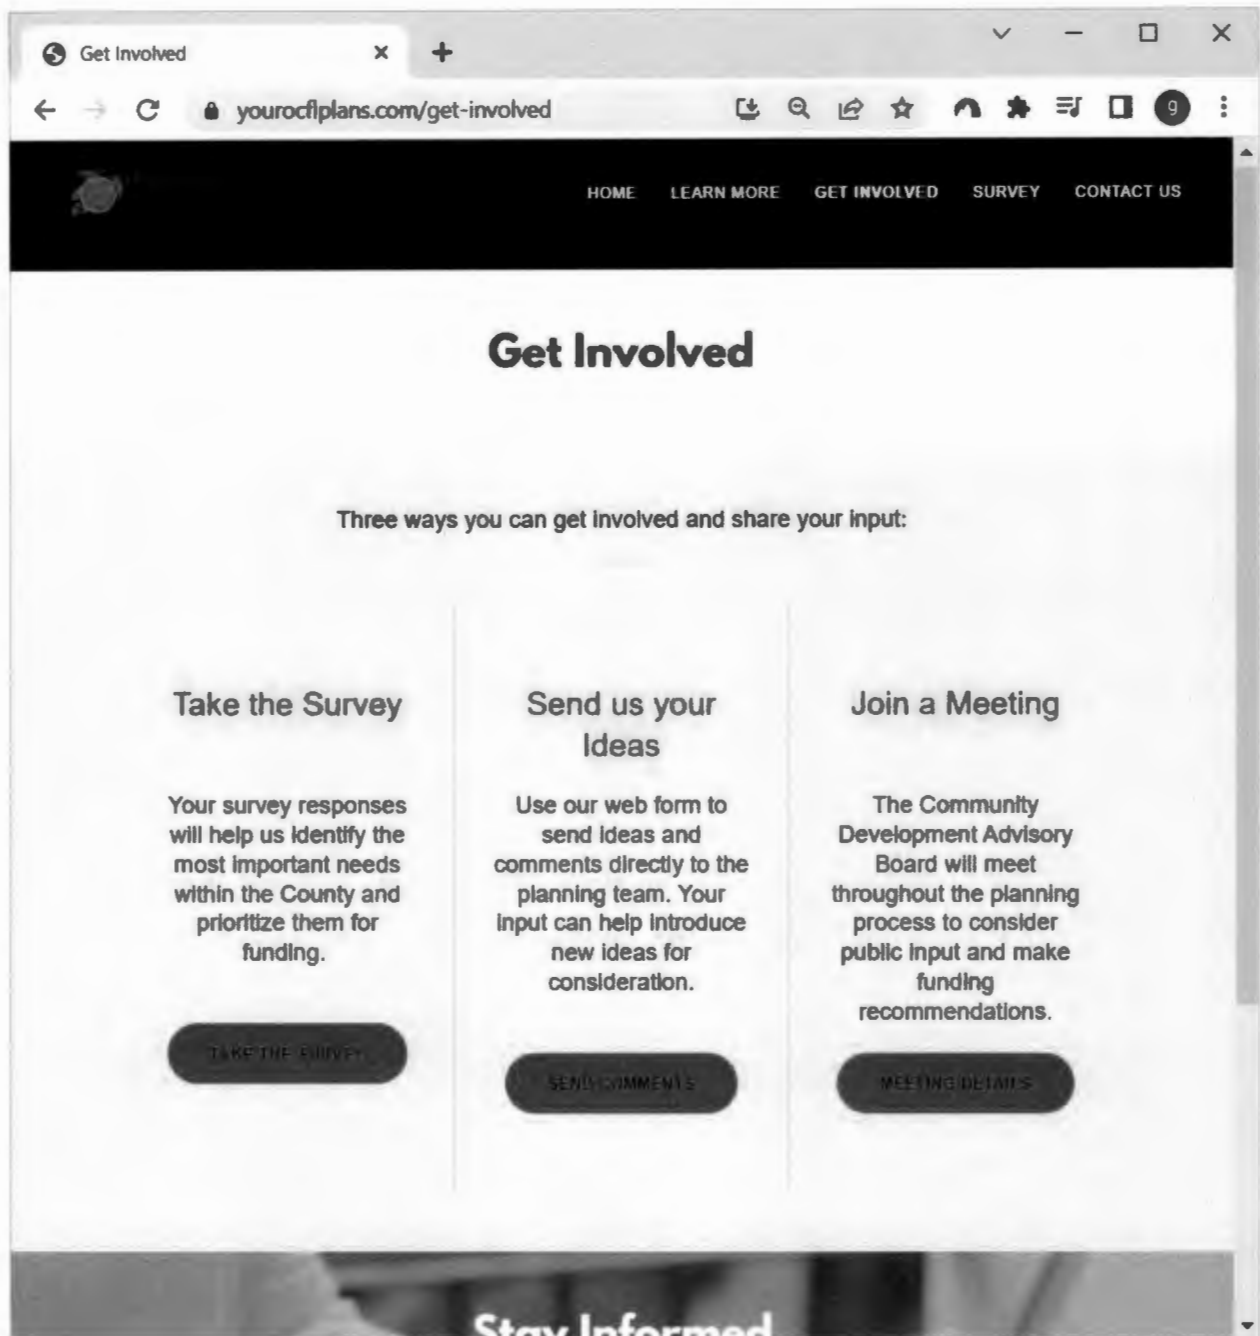 Get Involved
yourocflplans.com/get-involved
g
HOME LEARN MORE GET INVOLVED SURVEY CONTACT US
Get Involved
Three ways you can get involved and share your input:
Take the Survey
Your survey responses
will help us identify the
most important needs
within the County and
prioritize them for
funding.
TAKE THE SURVEY
Send us your
Ideas
Use our web form to
send ideas and
comments directly to the
planning team. Your
input can help introduce
new ideas for
consideration.
SEND COMMENTS
Join a Meeting
The Community
Development Advisory
Board will meet
throughout the planning
process to consider
public input and make
funding
recommendations.
MEETING DETAILS
Stay Informed